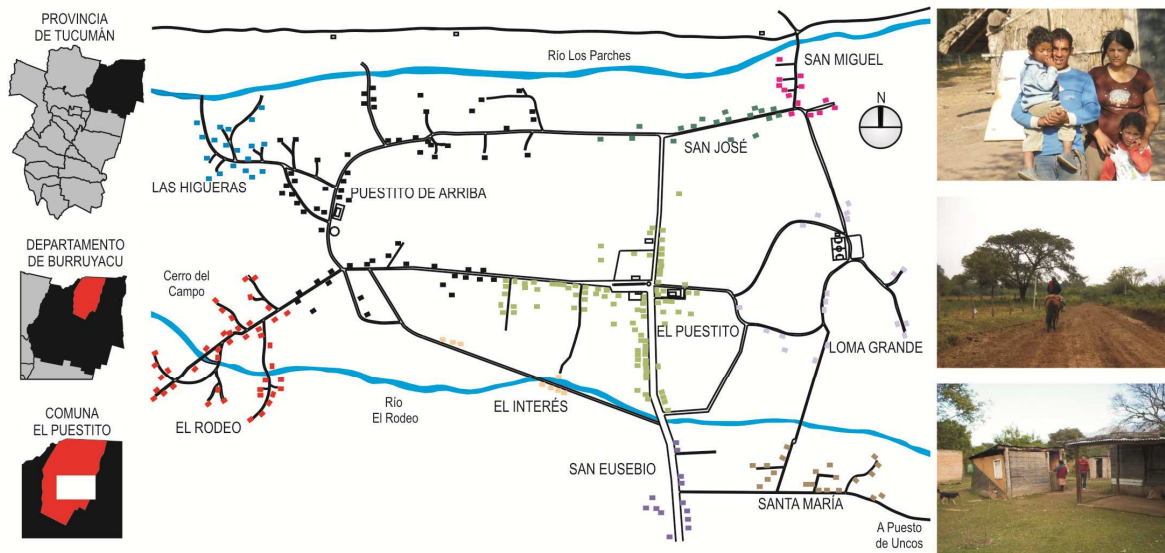 PROVINCIA
DE TUCUMÁN
DEPARTAMENTO
DE BURRUYACU
COMUNA
EL PUESTITO
Río Los Parches
SAN MIGUEL
N
SAN JOSÉ
LAS HIGUERAS
PUESTITO DE ARRIBA
Cerro del
Campo
EL PUESTITO
LOMA GRANDE
EL RODEO
Río
El Rodeo
EL INTERÉS
SAN EUSEBIO
SANTA MARÍA
A Puesto
de Uncos